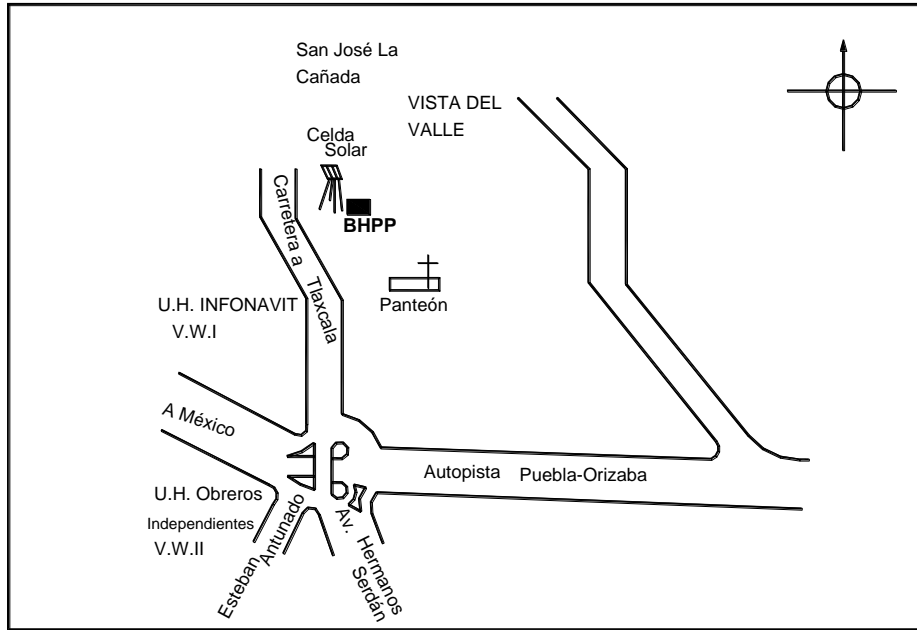 San José La
Cañada
VISTA DEL
VALLE
Celda
Solar
BHPP
Carretera a
Tlaxcala
Panteón
U.H. INFONAVIT
V.W.I
A México
Autopista Puebla-Orizaba
U.H. Obreros
Independientes
V.W.II
Esteban
Antunado
Av. Hermanos
Serdán